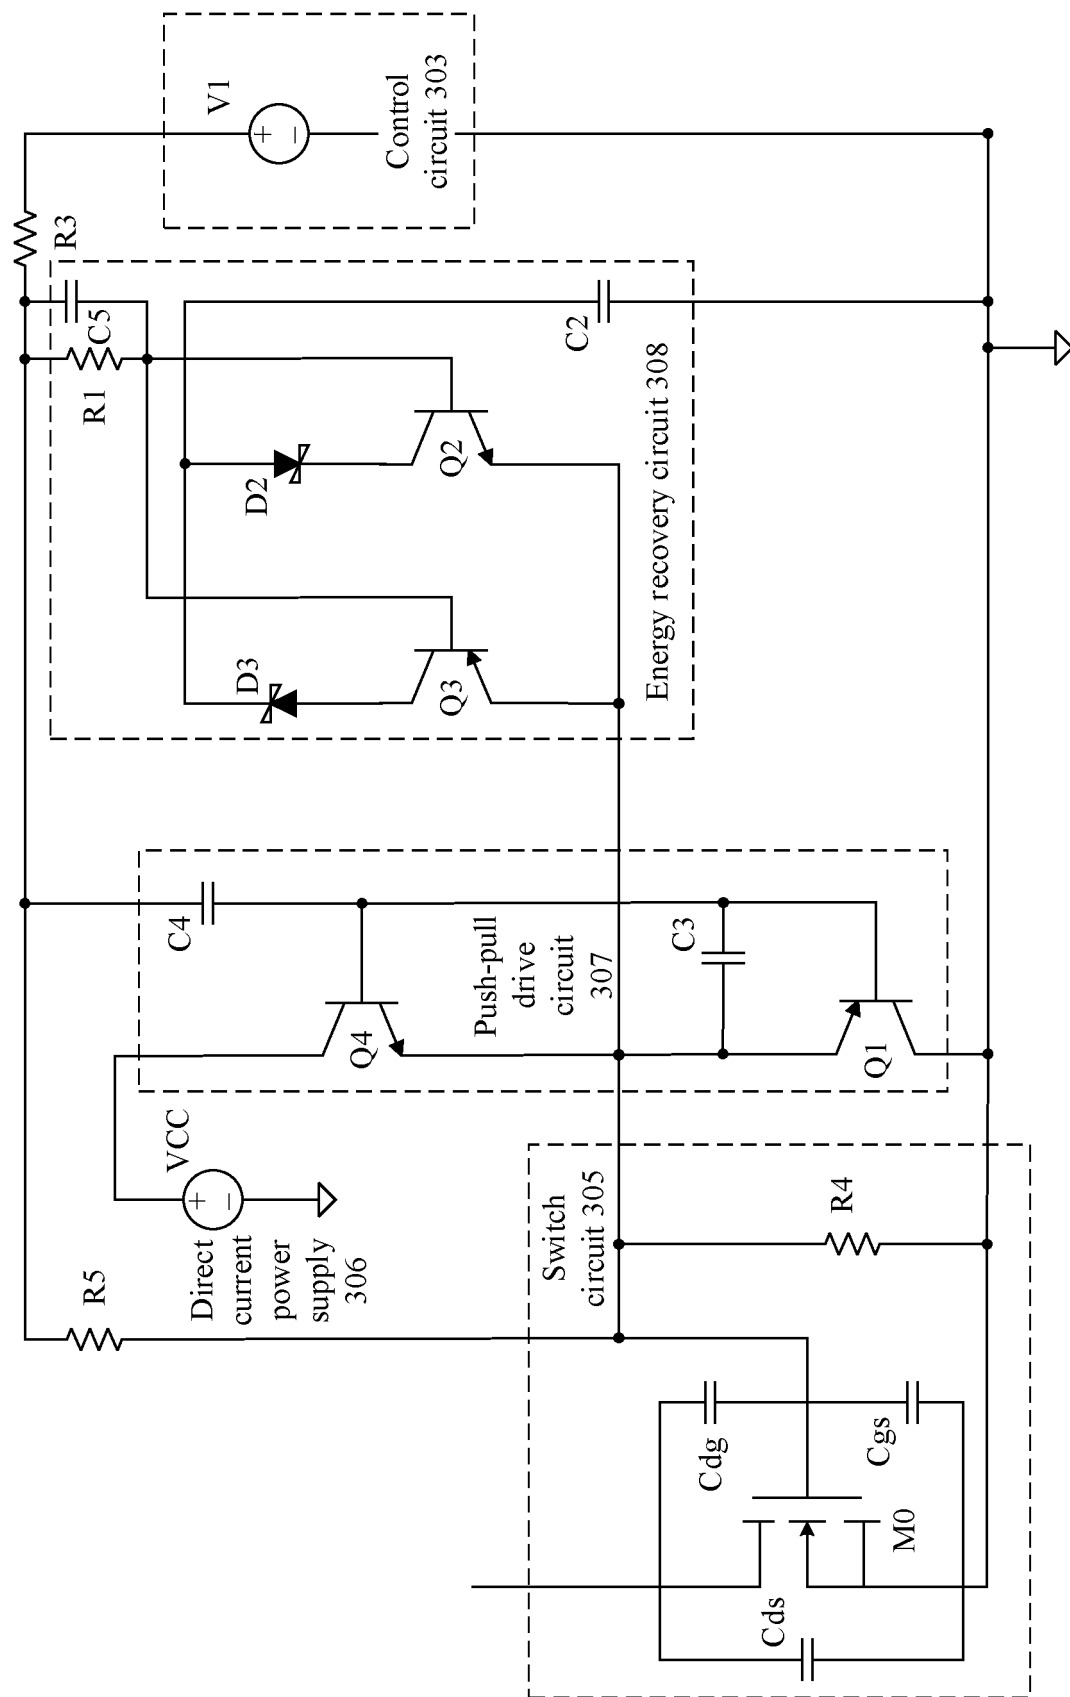 V1
+
−
Control
circuit 303
R3
C5
R1
C2
D2
Q2
D3
Q3
Energy recovery circuit 308
C4
Q4
Push-pull
drive
circuit
307
C3
Q1
VCC
+
−
Direct
current
power
supply
306
R5
Switch
circuit 305
R4
Cdg
Cgs
M0
Cds